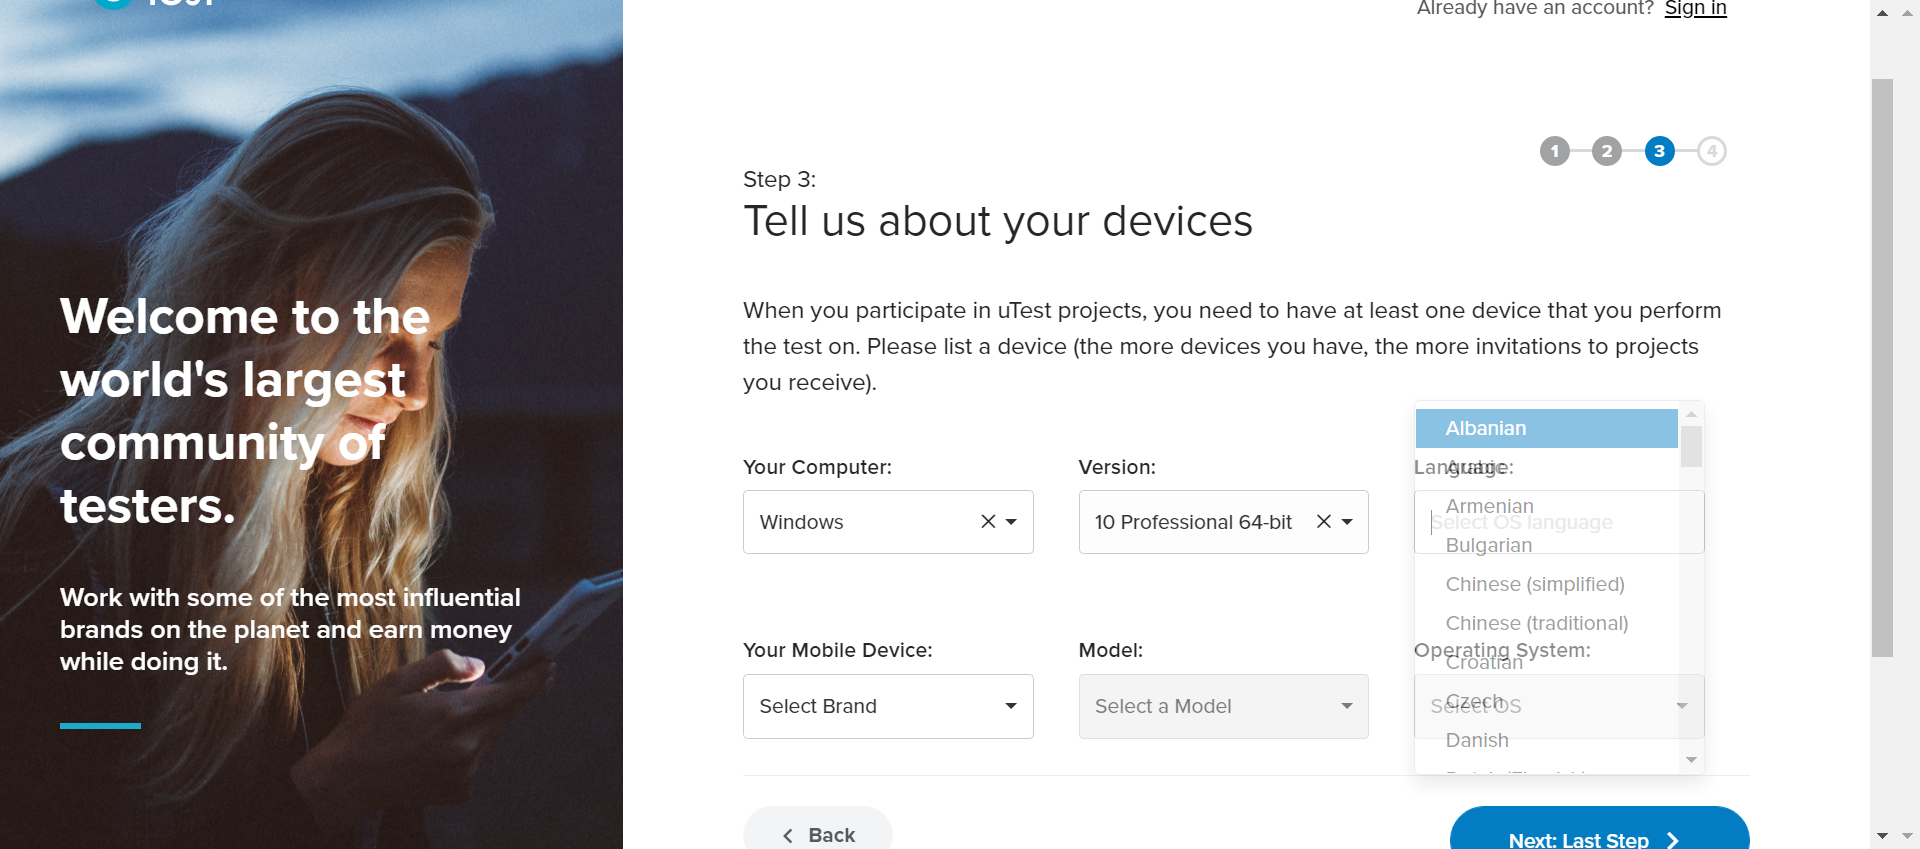 Already have an account? Sign in
1 2 3 4
Step 3:
Tell us about your devices
Welcome to the
world's largest
community of
testers.
Work with some of the most influential
brands on the planet and earn money
while doing it.
When you participate in uTest projects, you need to have at least one device that you perform
the test on. Please list a device (the more devices you have, the more invitations to projects
you receive).
Your Computer:
Windows
Version:
10 Professional 64-bit
Language:
Select OS language
Albanian
Arabic
Armenian
Bulgarian
Chinese (simplified)
Chinese (traditional)
Croatian
Czech
Danish
Your Mobile Device:
Select Brand
Model:
Select a Model
Operating System:
Select OS
Back
Next: Last Step